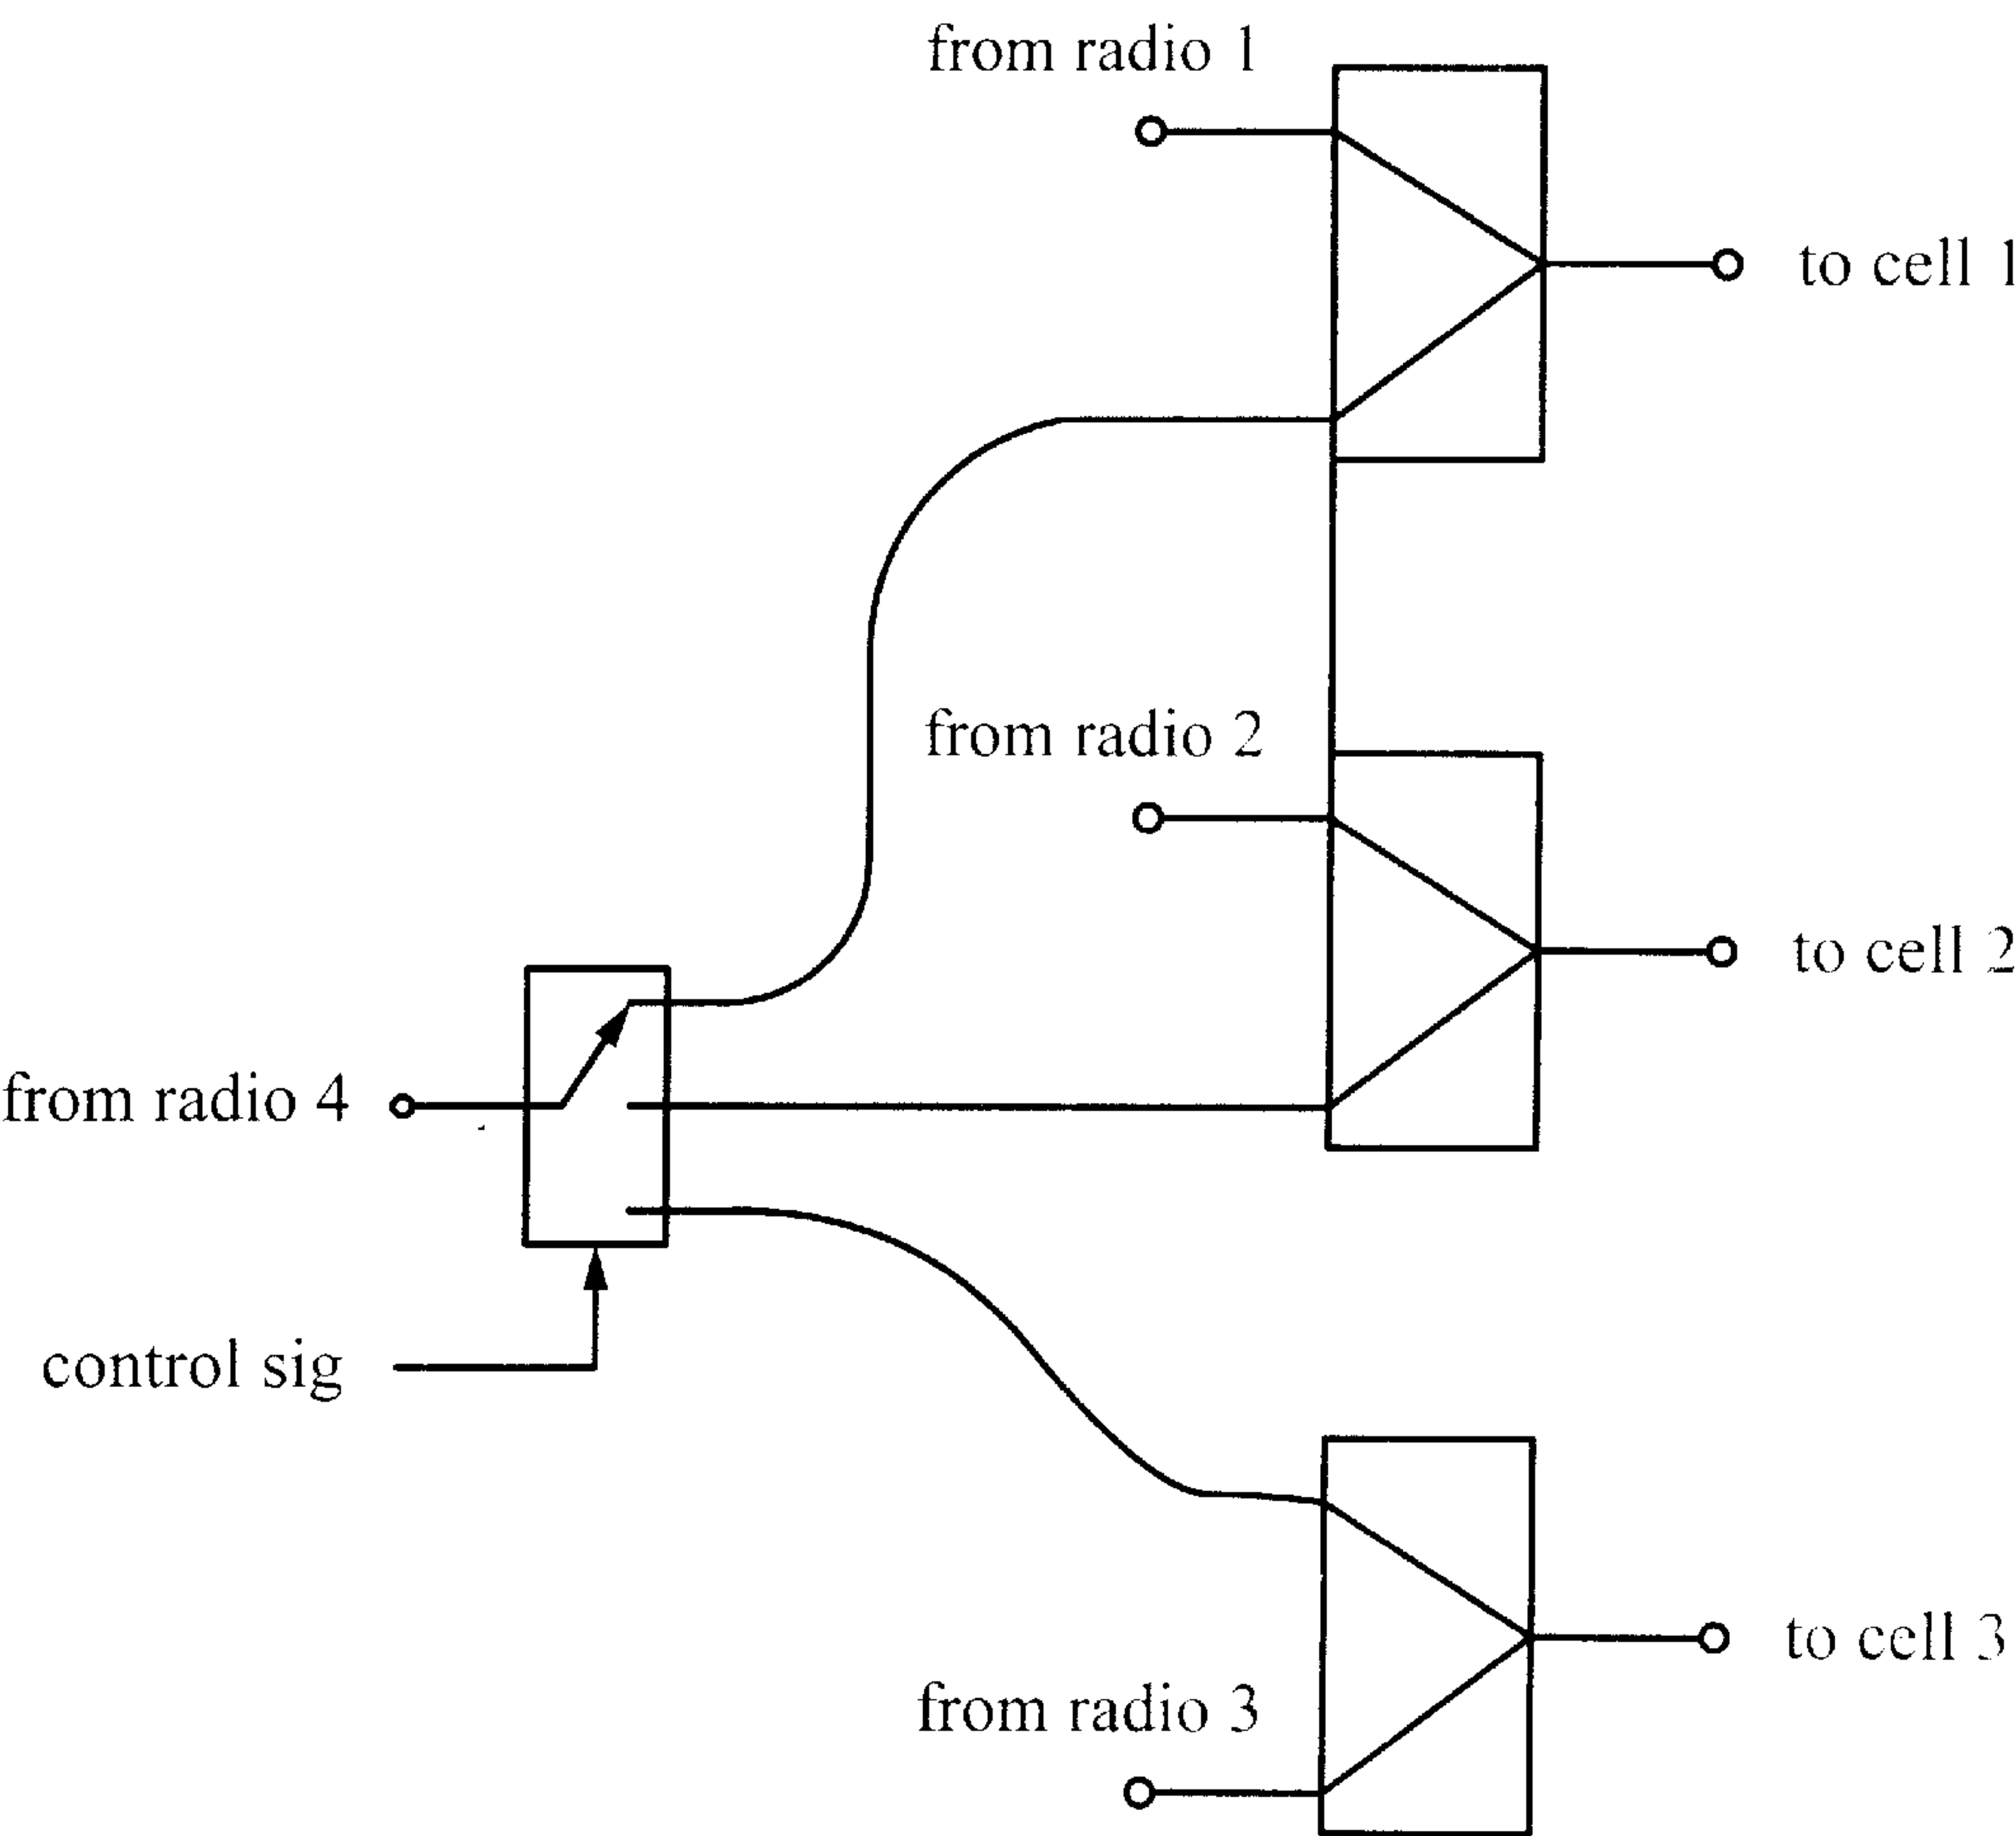 from radio 1
to cell 1
from radio 2
to cell 2
from radio 4
control sig
to cell 3
from radio 3